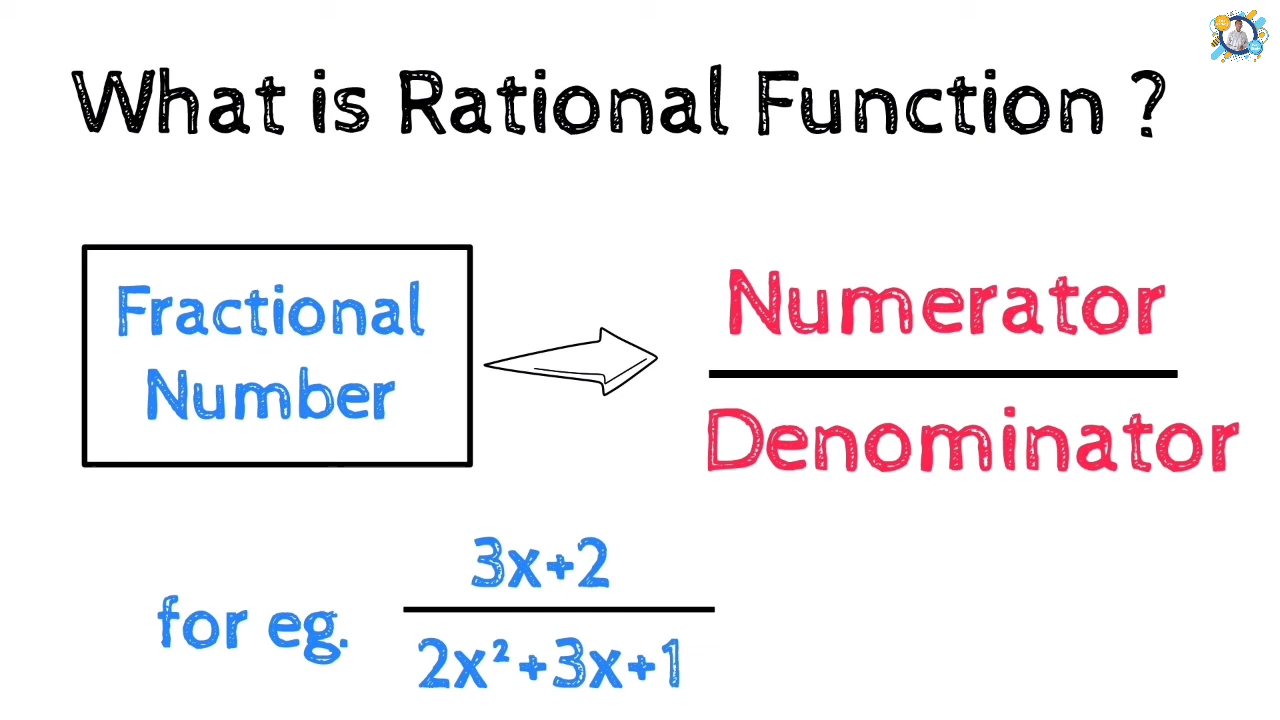 What is Rational Function ?
Fractional
Number
Numerator
Denominator
for eg.
3x+2
2x²+3x+1